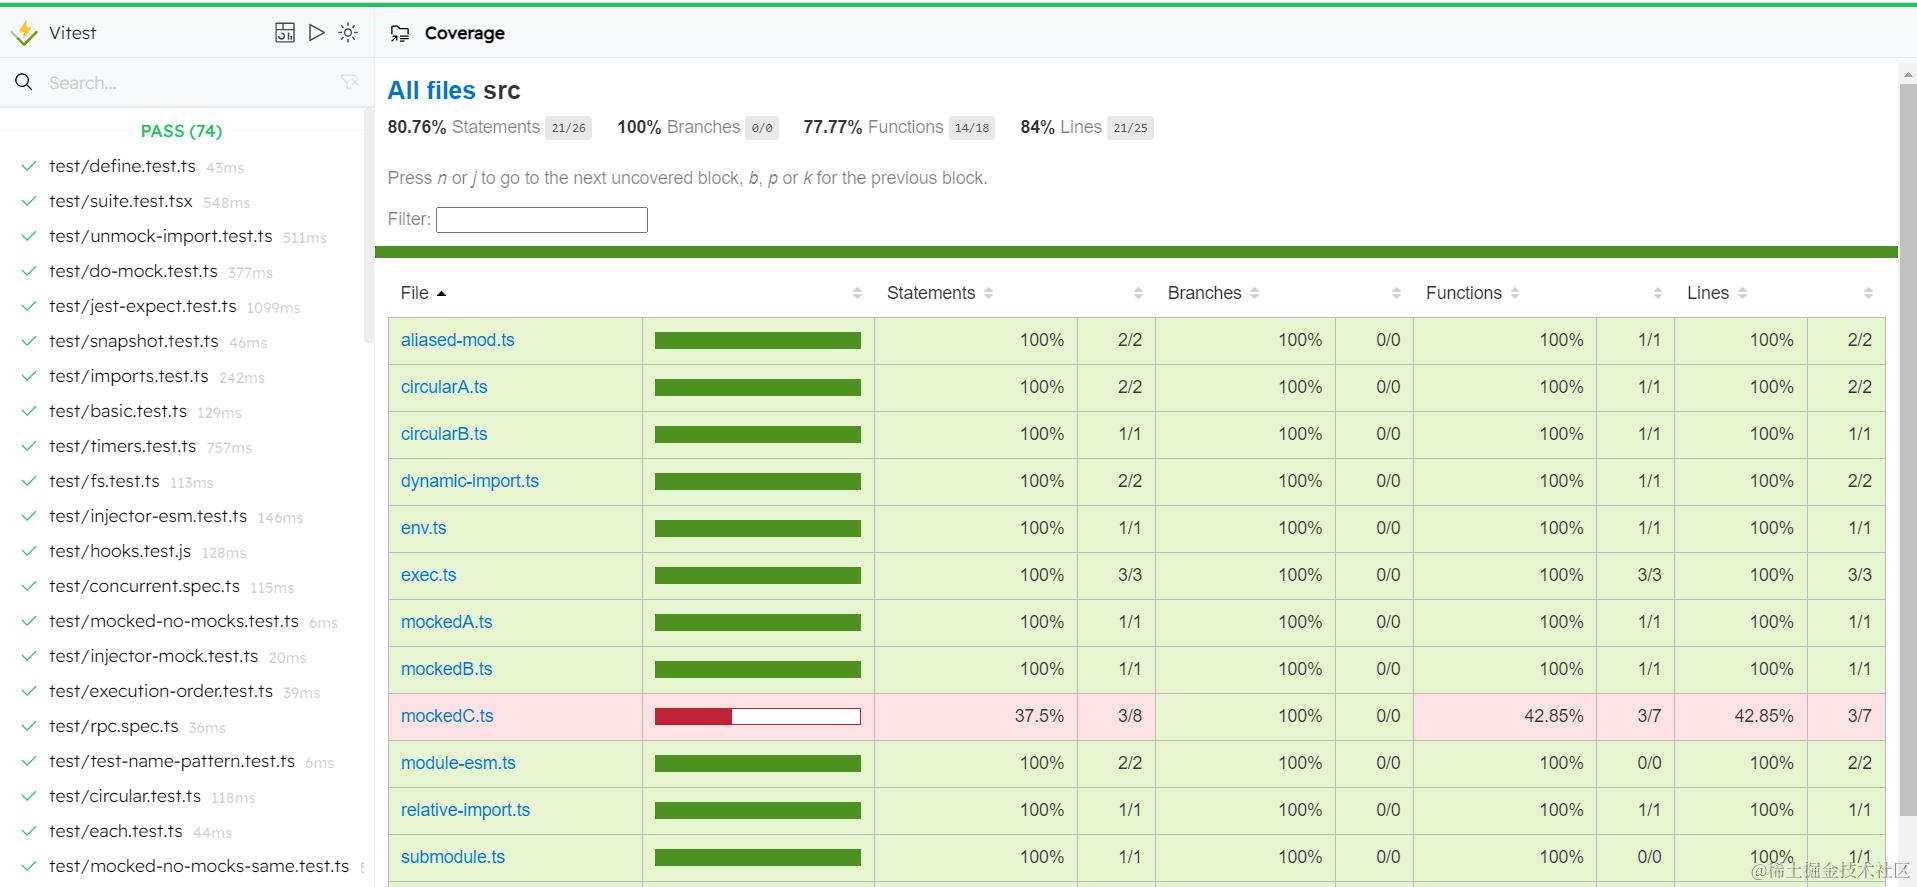 Vitest
Search...
PASS (74)
test/define.test.ts 43ms
test/suite.test.tsx 548ms
test/unmock-import.test.ts 511ms
test/do-mock.test.ts 377ms
test/jest-expect.test.ts 1099ms
test/snapshot.test.ts 46ms
test/imports.test.ts 242ms
test/basic.test.ts 129ms
test/timers.test.ts 757ms
test/fs.test.ts 113ms
test/injector-esm.test.ts 146ms
test/hooks.test.js 128ms
test/concurrent.spec.ts 115ms
test/mocked-no-mocks.test.ts 6ms
test/injector-mock.test.ts 20ms
test/execution-order.test.ts 39ms
test/rpc.spec.ts 36ms
test/test-name-pattern.test.ts 6ms
test/circular.test.ts 118ms
test/each.test.ts 44ms
test/mocked-no-mocks-same.test.ts
Coverage
All files src
80.76% Statements 21/26 100% Branches 0/0 77.77% Functions 14/18 84% Lines 21/25
Press n or j to go to the next uncovered block, b, p or k for the previous block.
Filter:
File Statements Branches Functions Lines
aliased-mod.ts 100% 2/2 100% 0/0 100% 1/1 100% 2/2
circularA.ts 100% 2/2 100% 0/0 100% 1/1 100% 2/2
circularB.ts 100% 1/1 100% 0/0 100% 1/1 100% 1/1
dynamic-import.ts 100% 2/2 100% 0/0 100% 1/1 100% 2/2
env.ts 100% 1/1 100% 0/0 100% 1/1 100% 1/1
exec.ts 100% 3/3 100% 0/0 100% 3/3 100% 3/3
mockedA.ts 100% 1/1 100% 0/0 100% 1/1 100% 1/1
mockedB.ts 100% 1/1 100% 0/0 100% 1/1 100% 1/1
mockedC.ts 37.5% 3/8 100% 0/0 42.85% 3/7 42.85% 3/7
module-esm.ts 100% 2/2 100% 0/0 100% 0/0 100% 2/2
relative-import.ts 100% 1/1 100% 0/0 100% 1/1 100% 1/1
submodule.ts 100% 1/1 100% 0/0 100% 0/0 100% 1/1
@稀土掘金技术社区